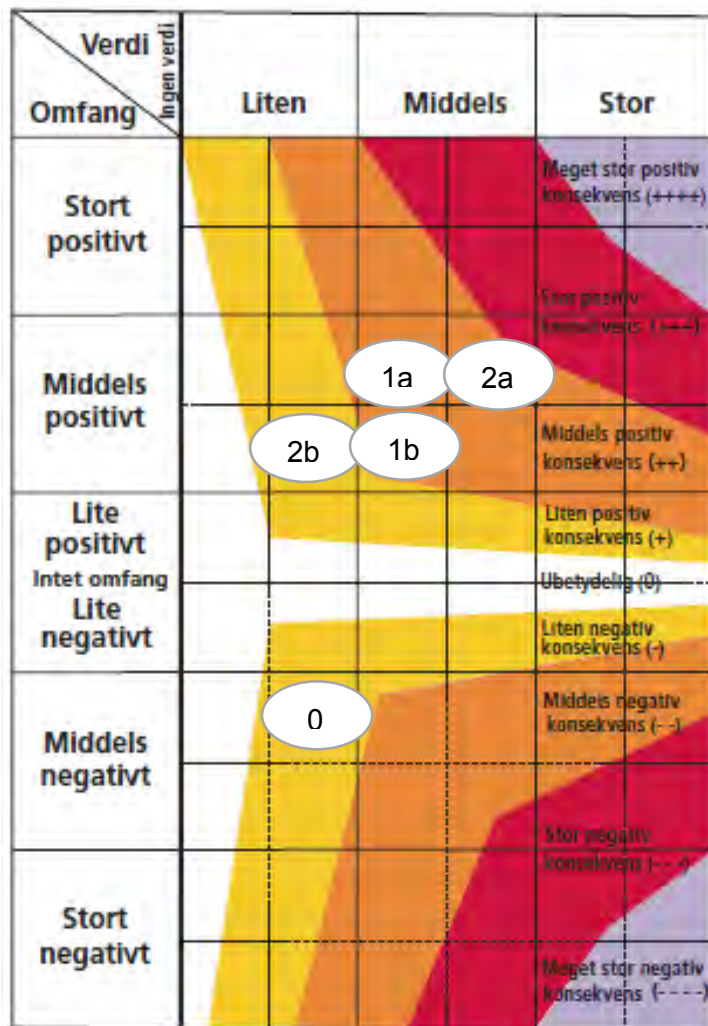 Verdi
Ingen verdi
Omfang
Liten
Middels
Stor
Stort
positivt
Meget stor positiv
konsekvens (++++)
Stor positiv
konsekvens (+++)
Middels
positivt
1a
2a
2b
1b
Middels positiv
konsekvens (++)
Lite
positivt
Intet omfang
Lite
negativt
Liten positiv
konsekvens (+)
Ubetydelig (0)
Liten negativ
konsekvens (-)
Middels
negativt
0
Middels negativ
konsekvens (- -)
Stor negativ
konsekvens (- - -)
Stort
negativt
Meget stor negativ
konsekvens (- - - -)